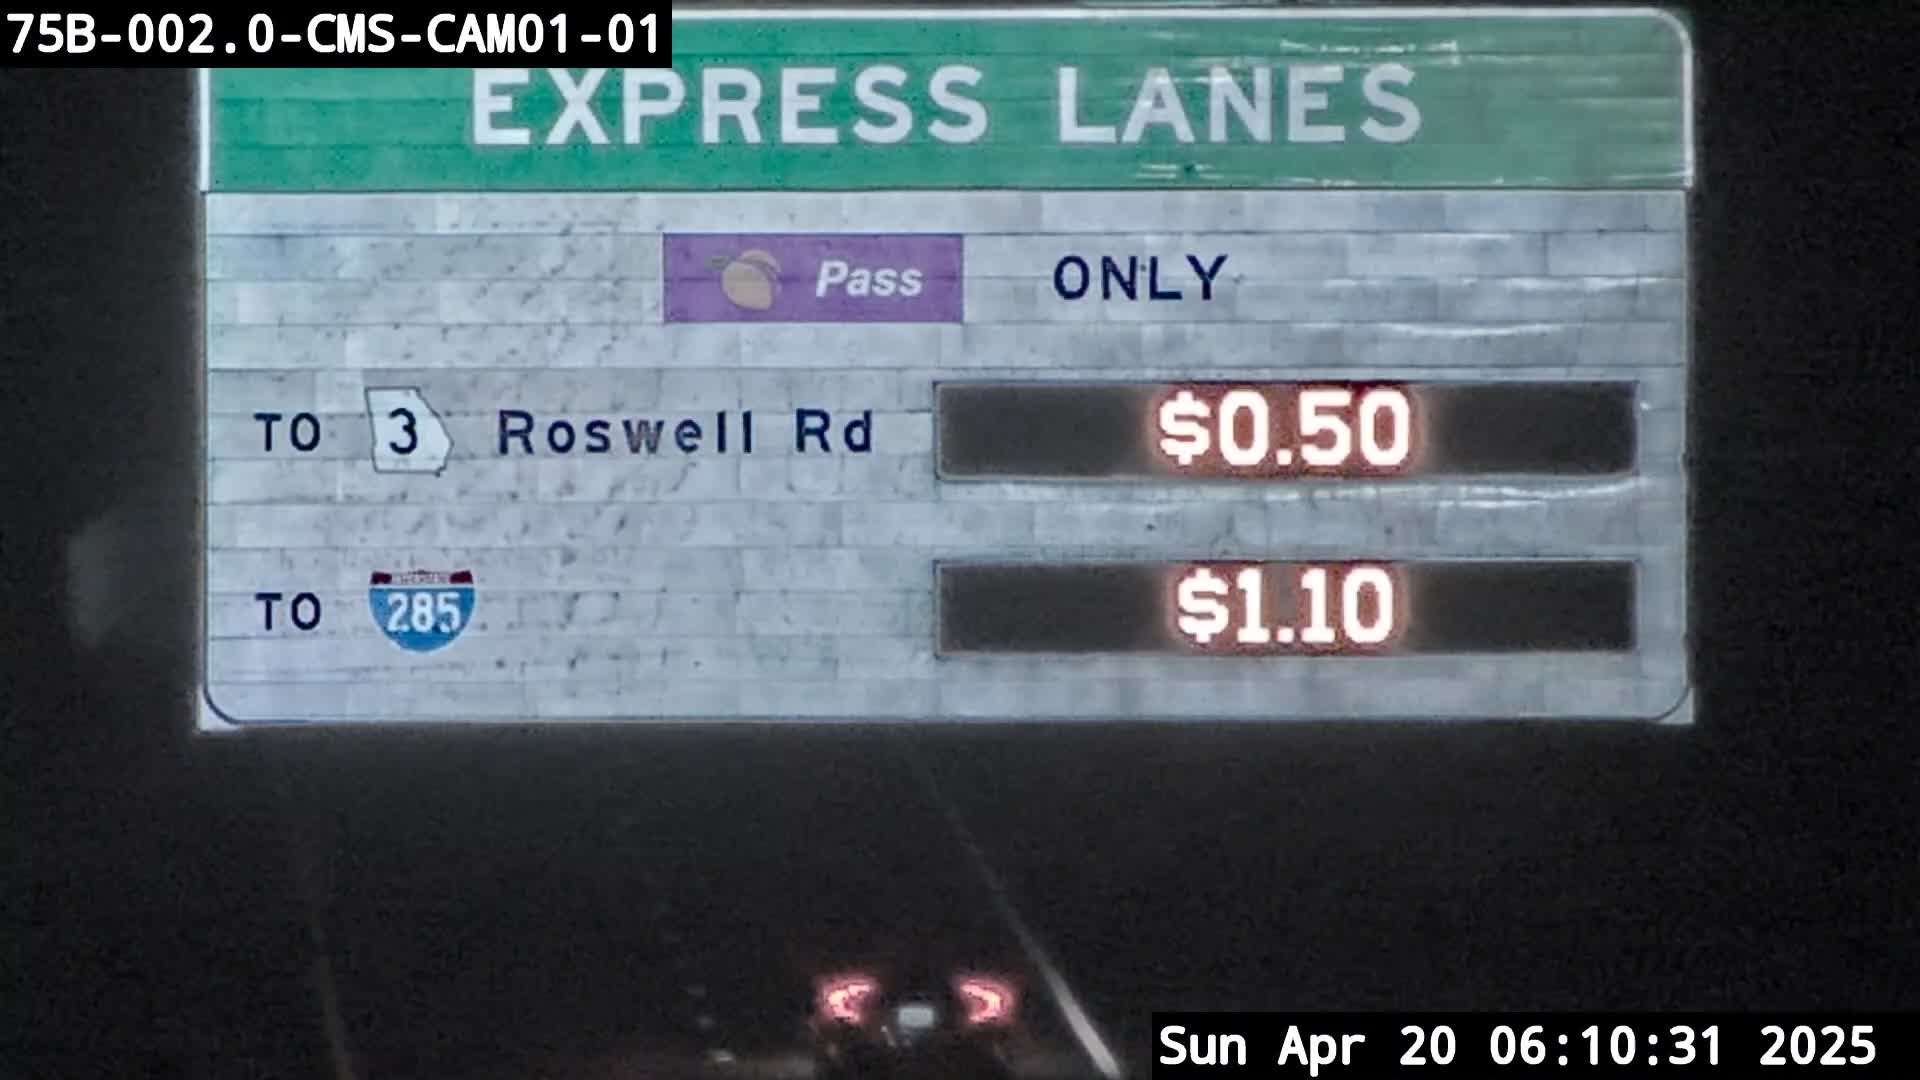 75B-002.0-CMS-CAM01-01
EXPRESS LANES
Pass ONLY
TO 3 Roswell Rd $0.50
TO 285 $1.10
Sun Apr 20 06:10:31 2025